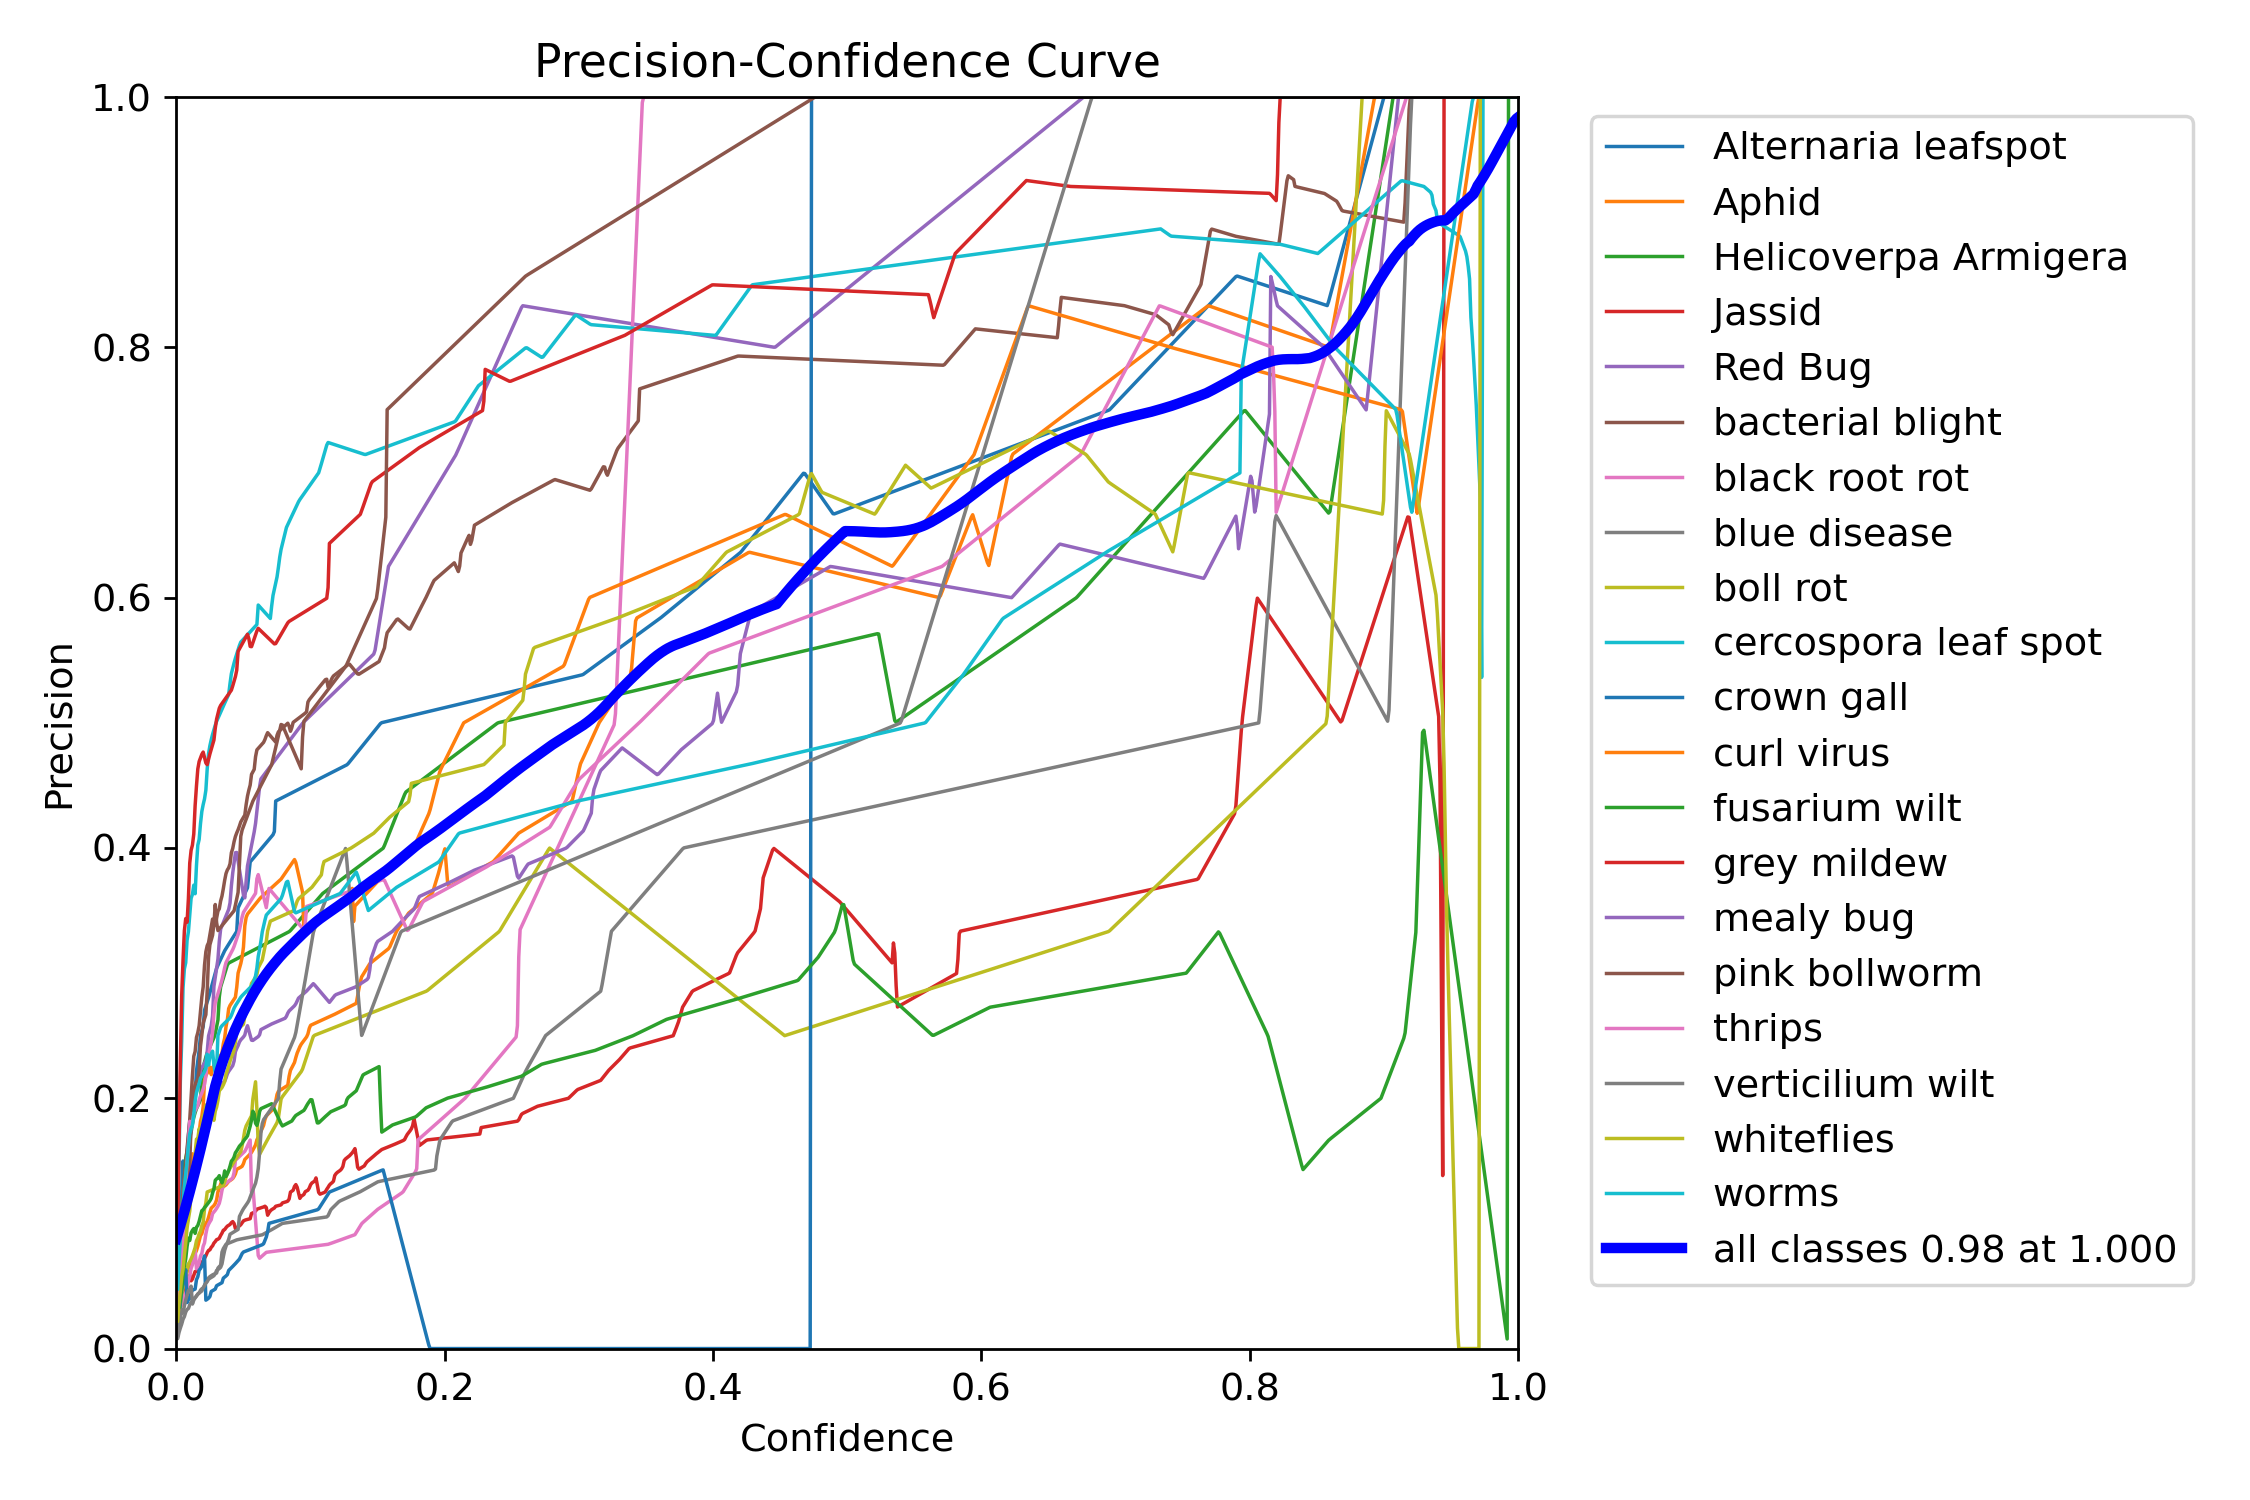 Precision-Confidence Curve
1.0
0.8
0.6
0.4
0.2
0.0
Precision
0.0 0.2 0.4 0.6 0.8 1.0
Confidence
Alternaria leafspot
Aphid
Helicoverpa Armigera
Jassid
Red Bug
bacterial blight
black root rot
blue disease
boll rot
cercospora leaf spot
crown gall
curl virus
fusarium wilt
grey mildew
mealy bug
pink bollworm
thrips
verticilium wilt
whiteflies
worms
all classes 0.98 at 1.000